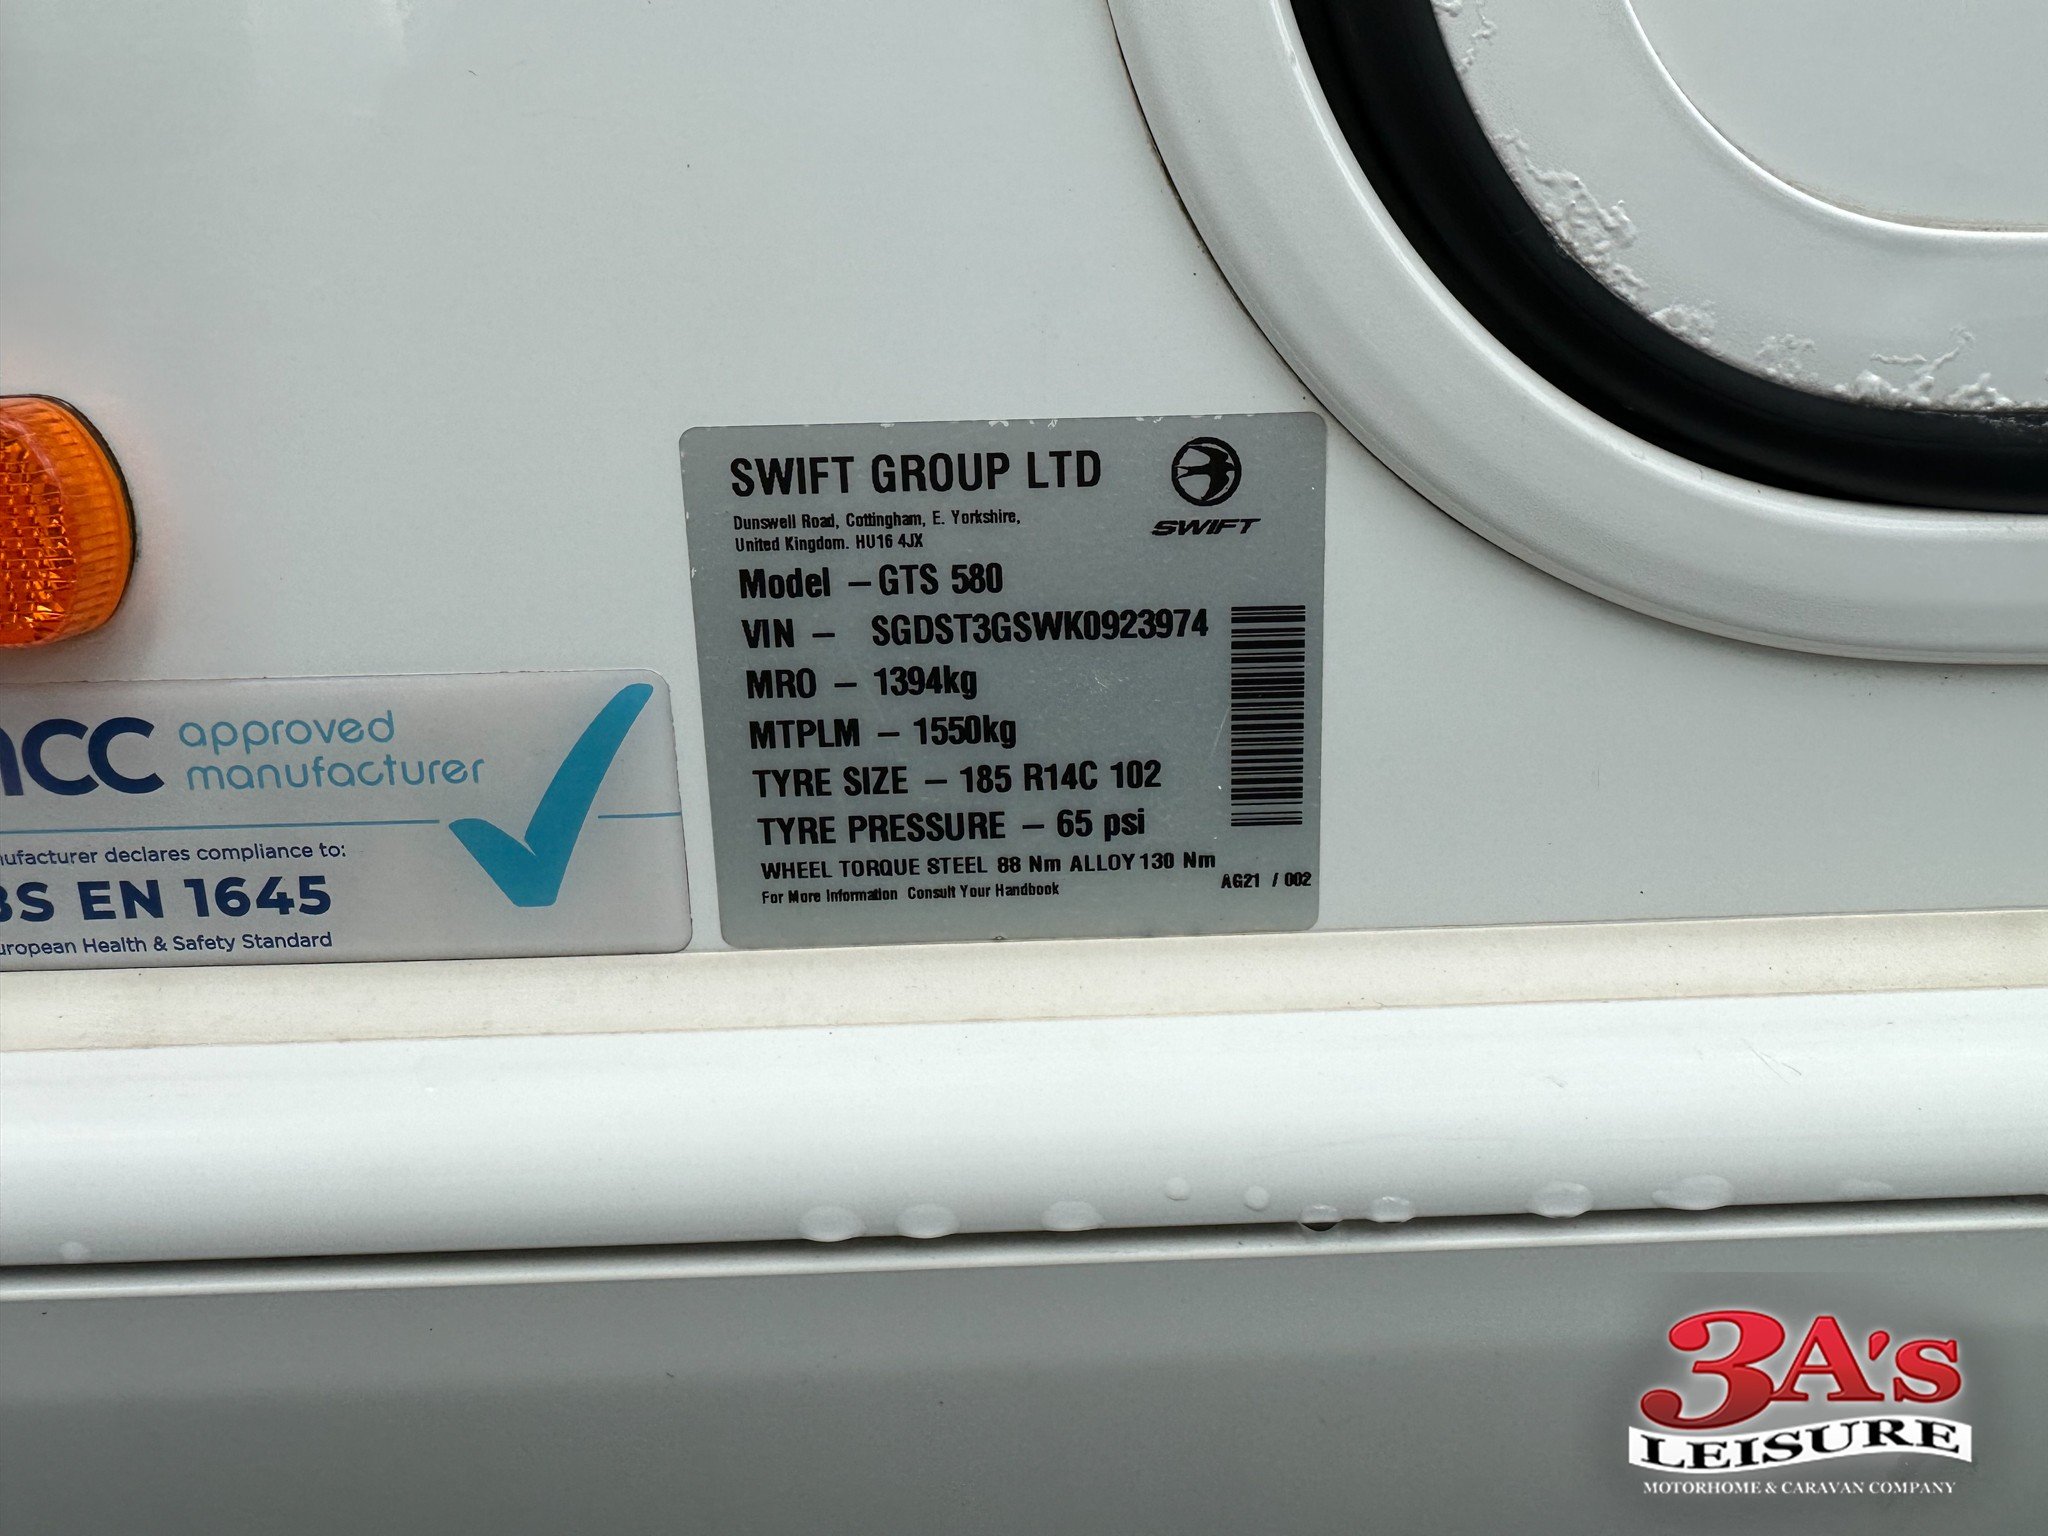 SWIFT GROUP LTD
SWIFT
Dunswell Road, Cottingham, E. Yorkshire,
United Kingdom. HU16 4JX
Model – GTS 580
VIN – SGDST3GSWK0923974
MRO – 1394kg
MTPLM – 1550kg
TYRE SIZE – 185 R14C 102
TYRE PRESSURE – 65 psi
WHEEL TORQUE STEEL 88 Nm ALLOY 130 Nm
For More Information Consult Your Handbook
AG21 / 002
approved
manufacturer
declares compliance to:
EN 1645
Health & Safety Standard
3A's
LEISURE
MOTORHOME & CARAVAN COMPANY